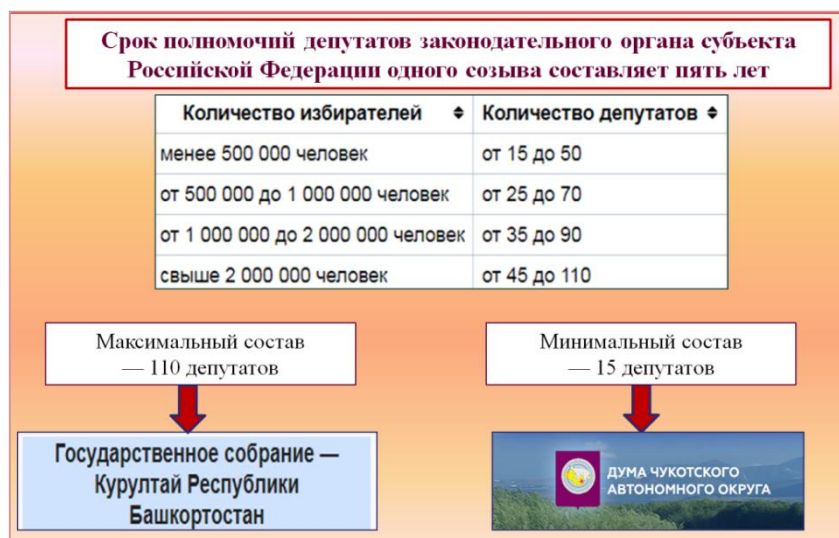 Срок полномочий депутатов законодательного органа субъекта
Российской Федерации одного созыва составляет пять лет
Количество избирателей Количество депутатов
менее 500 000 человек от 15 до 50
от 500 000 до 1 000 000 человек от 25 до 70
от 1 000 000 до 2 000 000 человек от 35 до 90
свыше 2 000 000 человек от 45 до 110
Максимальный состав
— 110 депутатов
Минимальный состав
— 15 депутатов
Государственное собрание —
Курултай Республики
Башкортостан
ДУМА ЧУКОТСКОГО
АВТОНОМНОГО ОКРУГА